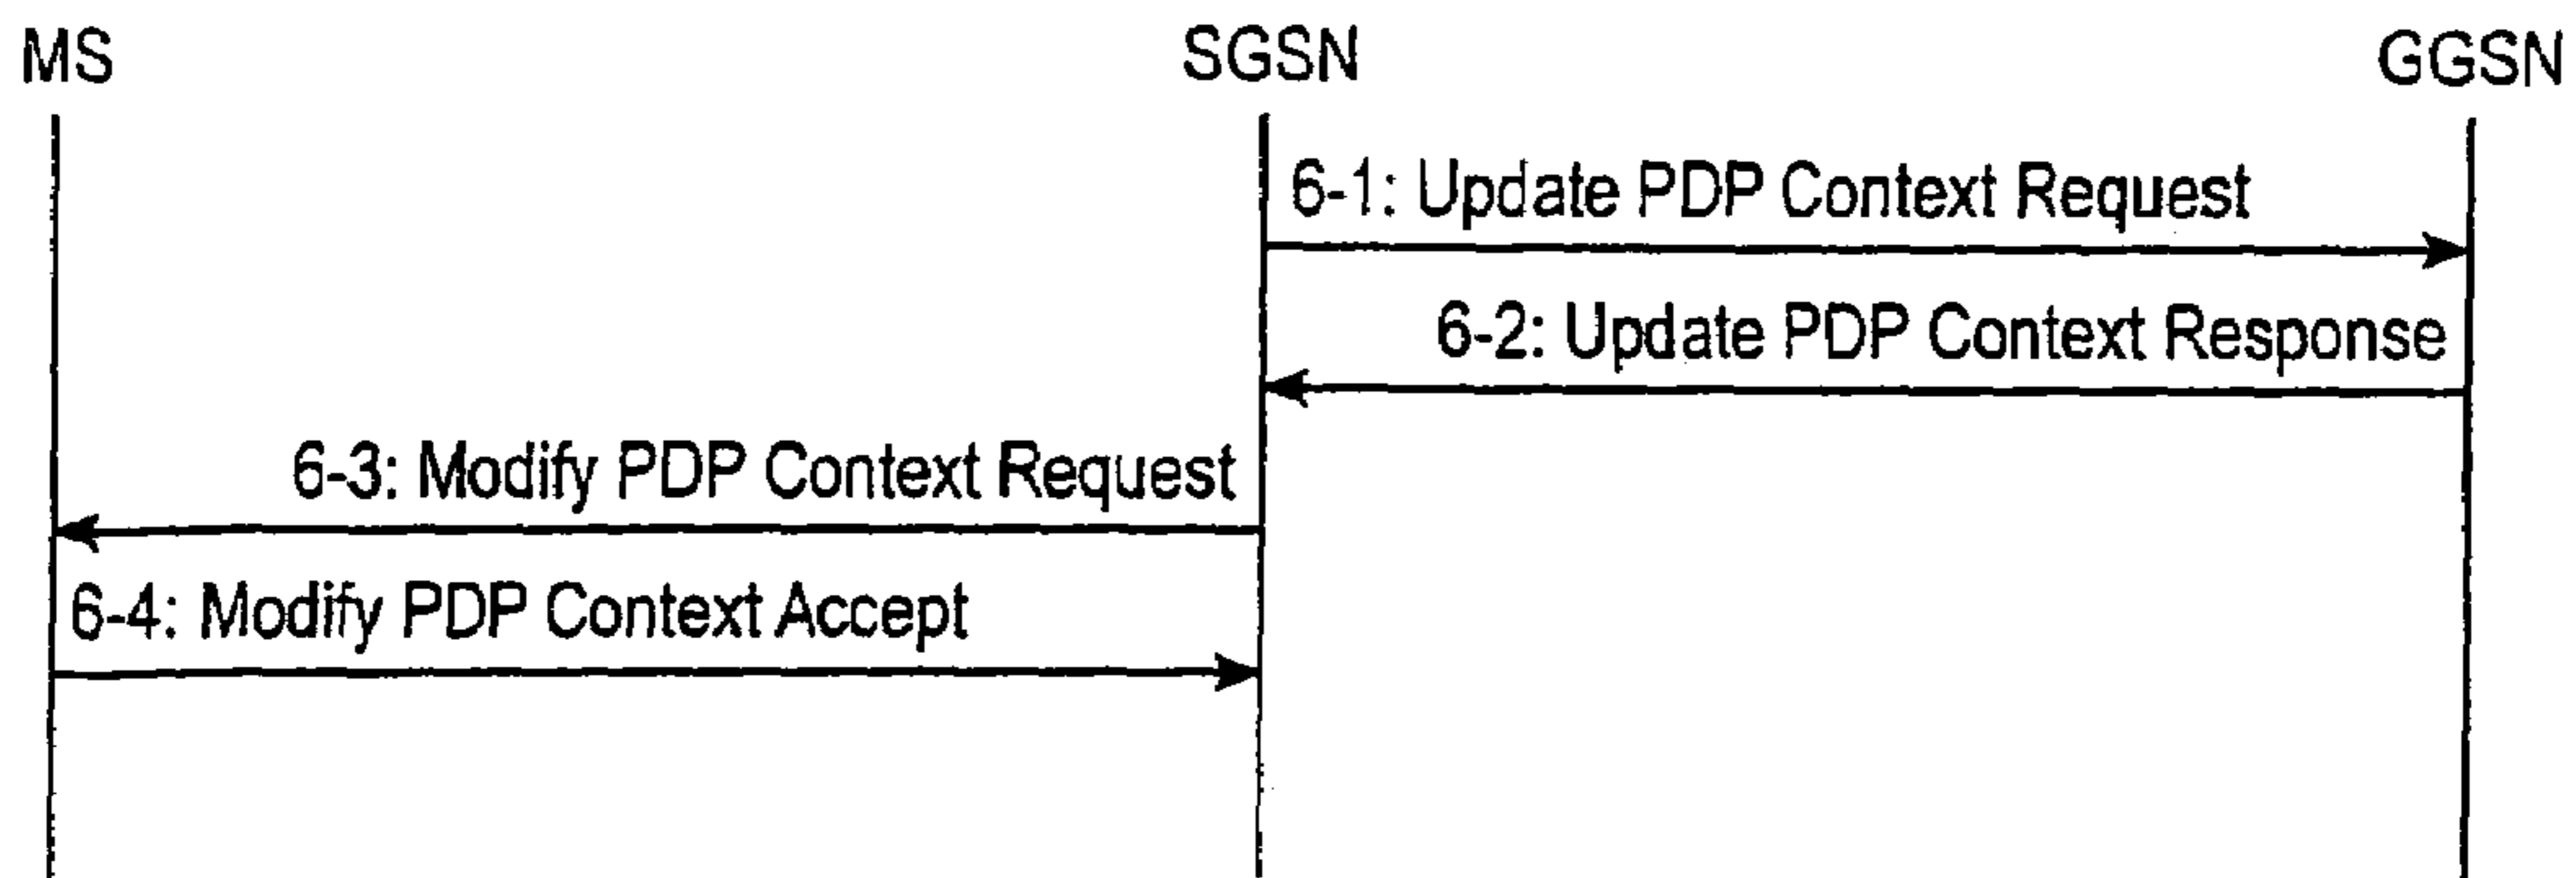 MS
SGSN
GGSN
6-1: Update PDP Context Request
6-2: Update PDP Context Response
6-3: Modify PDP Context Request
6-4: Modify PDP Context Accept